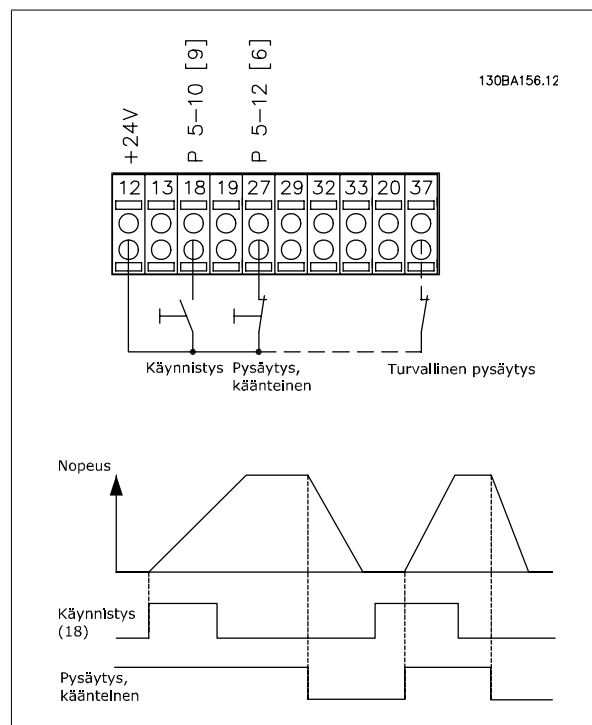 130BA156.12
+24V
P 5-10 [9]
P 5-12 [6]
12 13 18 19 27 29 32 33 20 37
Käynnistys
Pysäytys,
käänteinen
Turvallinen pysäytys
Nopeus
Käynnistys
(18)
Pysäytys,
käänteinen